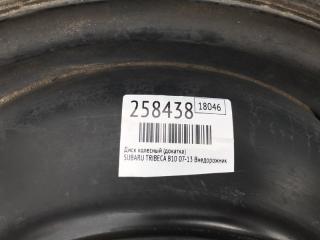 258438 18046
Диск колесный (докатка)
SUBARU TRIBECA B10 07-13 Внедорожник